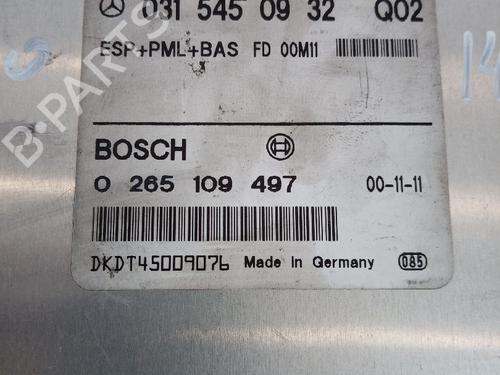 031 545 09 32 Q02
ESP+PML+BAS FD 00M11
BOSCH
0 265 109 497 00-11-11
DKDT45009076 Made in Germany 085
B-PARTS